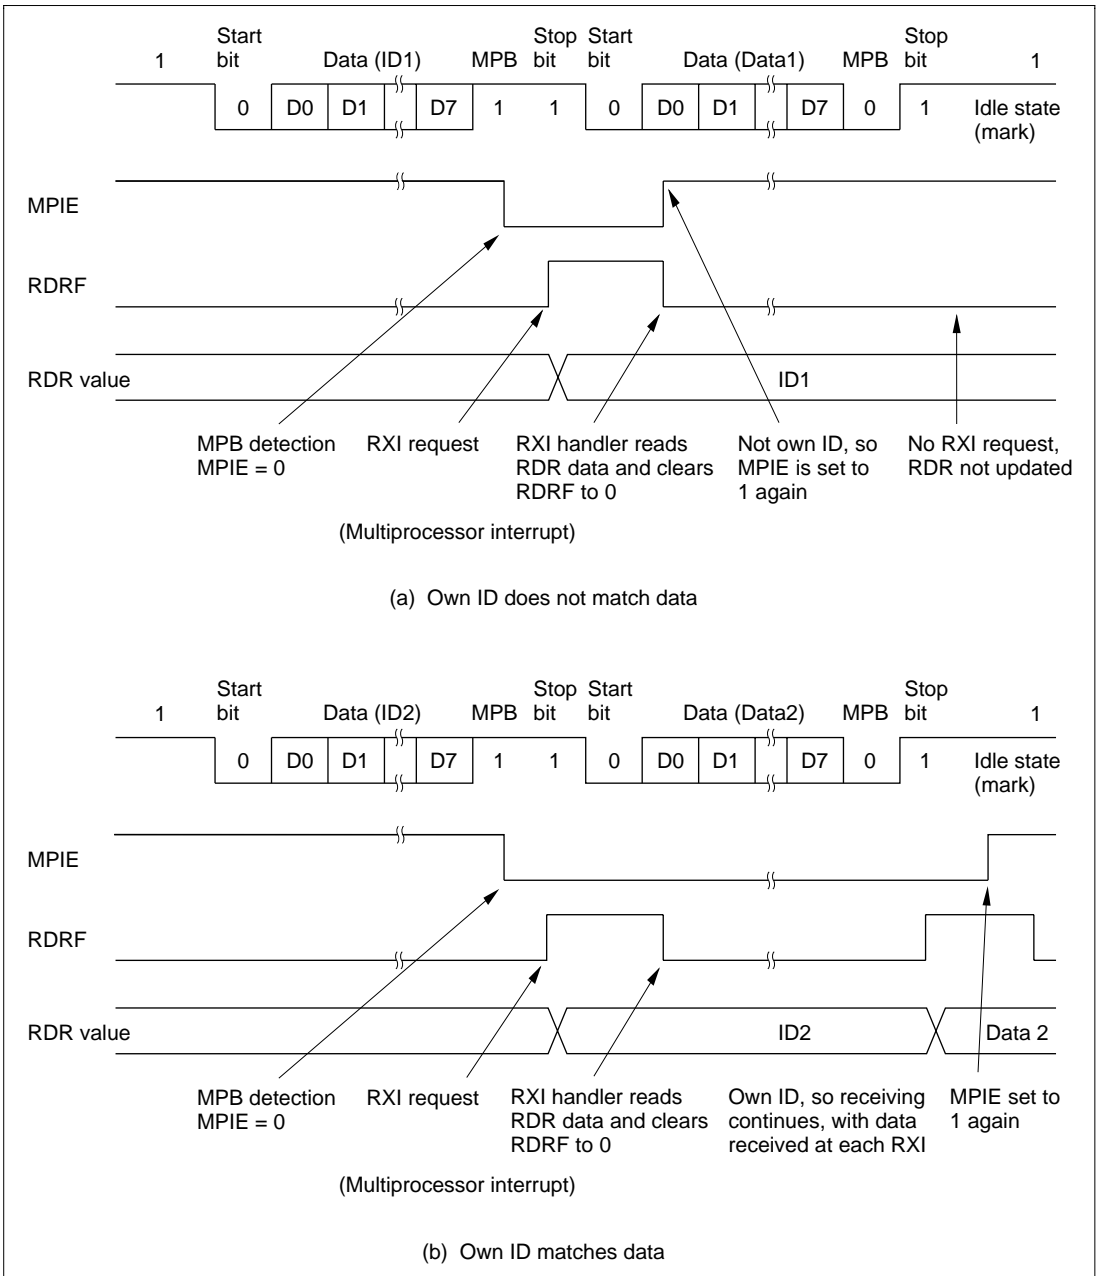 Start Stop Start Stop
1 bit Data (ID1) MPB bit bit Data (Data1) MPB bit 1
0 D0 D1 D7 1 1 0 D0 D1 D7 0 1 Idle state
(mark)
MPIE
RDRF
RDR value ID1
MPB detection RXI request RXI handler reads Not own ID, so No RXI request,
MPIE = 0 RDR data and clears MPIE is set to RDR not updated
RDRF to 0 1 again
(Multiprocessor interrupt)
(a) Own ID does not match data
Start Stop Start Stop
1 bit Data (ID2) MPB bit bit Data (Data2) MPB bit 1
0 D0 D1 D7 1 1 0 D0 D1 D7 0 1 Idle state
(mark)
MPIE
RDRF
RDR value ID2 Data 2
MPB detection RXI request RXI handler reads Own ID, so receiving MPIE set to
MPIE = 0 RDR data and clears continues, with data 1 again
RDRF to 0 received at each RXI
(Multiprocessor interrupt)
(b) Own ID matches data